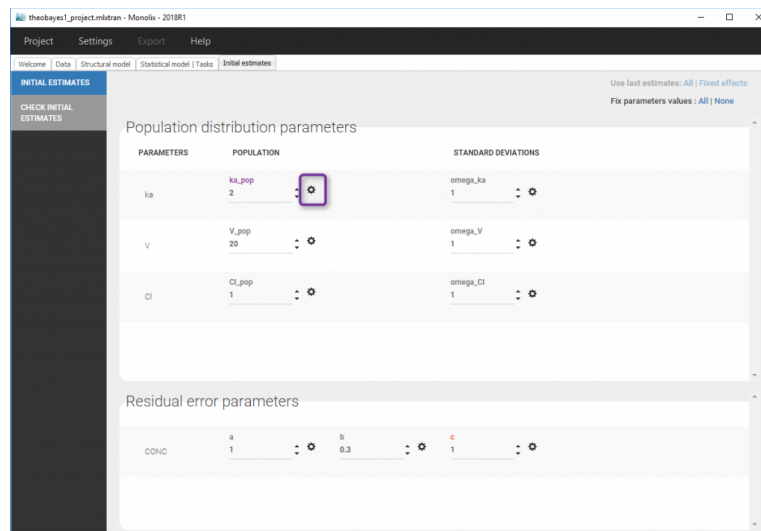 theobayes1_project.mlxtran - Monolix - 2018R1
Project Settings Export Help
Welcome Data Structural model Statistical model | Tasks Initial estimates
INITIAL ESTIMATES
CHECK INITIAL
ESTIMATES
Use last estimates: All | Fixed effects
Fix parameters values : All | None
Population distribution parameters
PARAMETERS POPULATION STANDARD DEVIATIONS
ka_pop omega_ka
ka 2 1
V_pop omega_V
V 20 1
Cl_pop omega_Cl
Cl 1 1
Residual error parameters
a b c
CONC 1 0.3 1